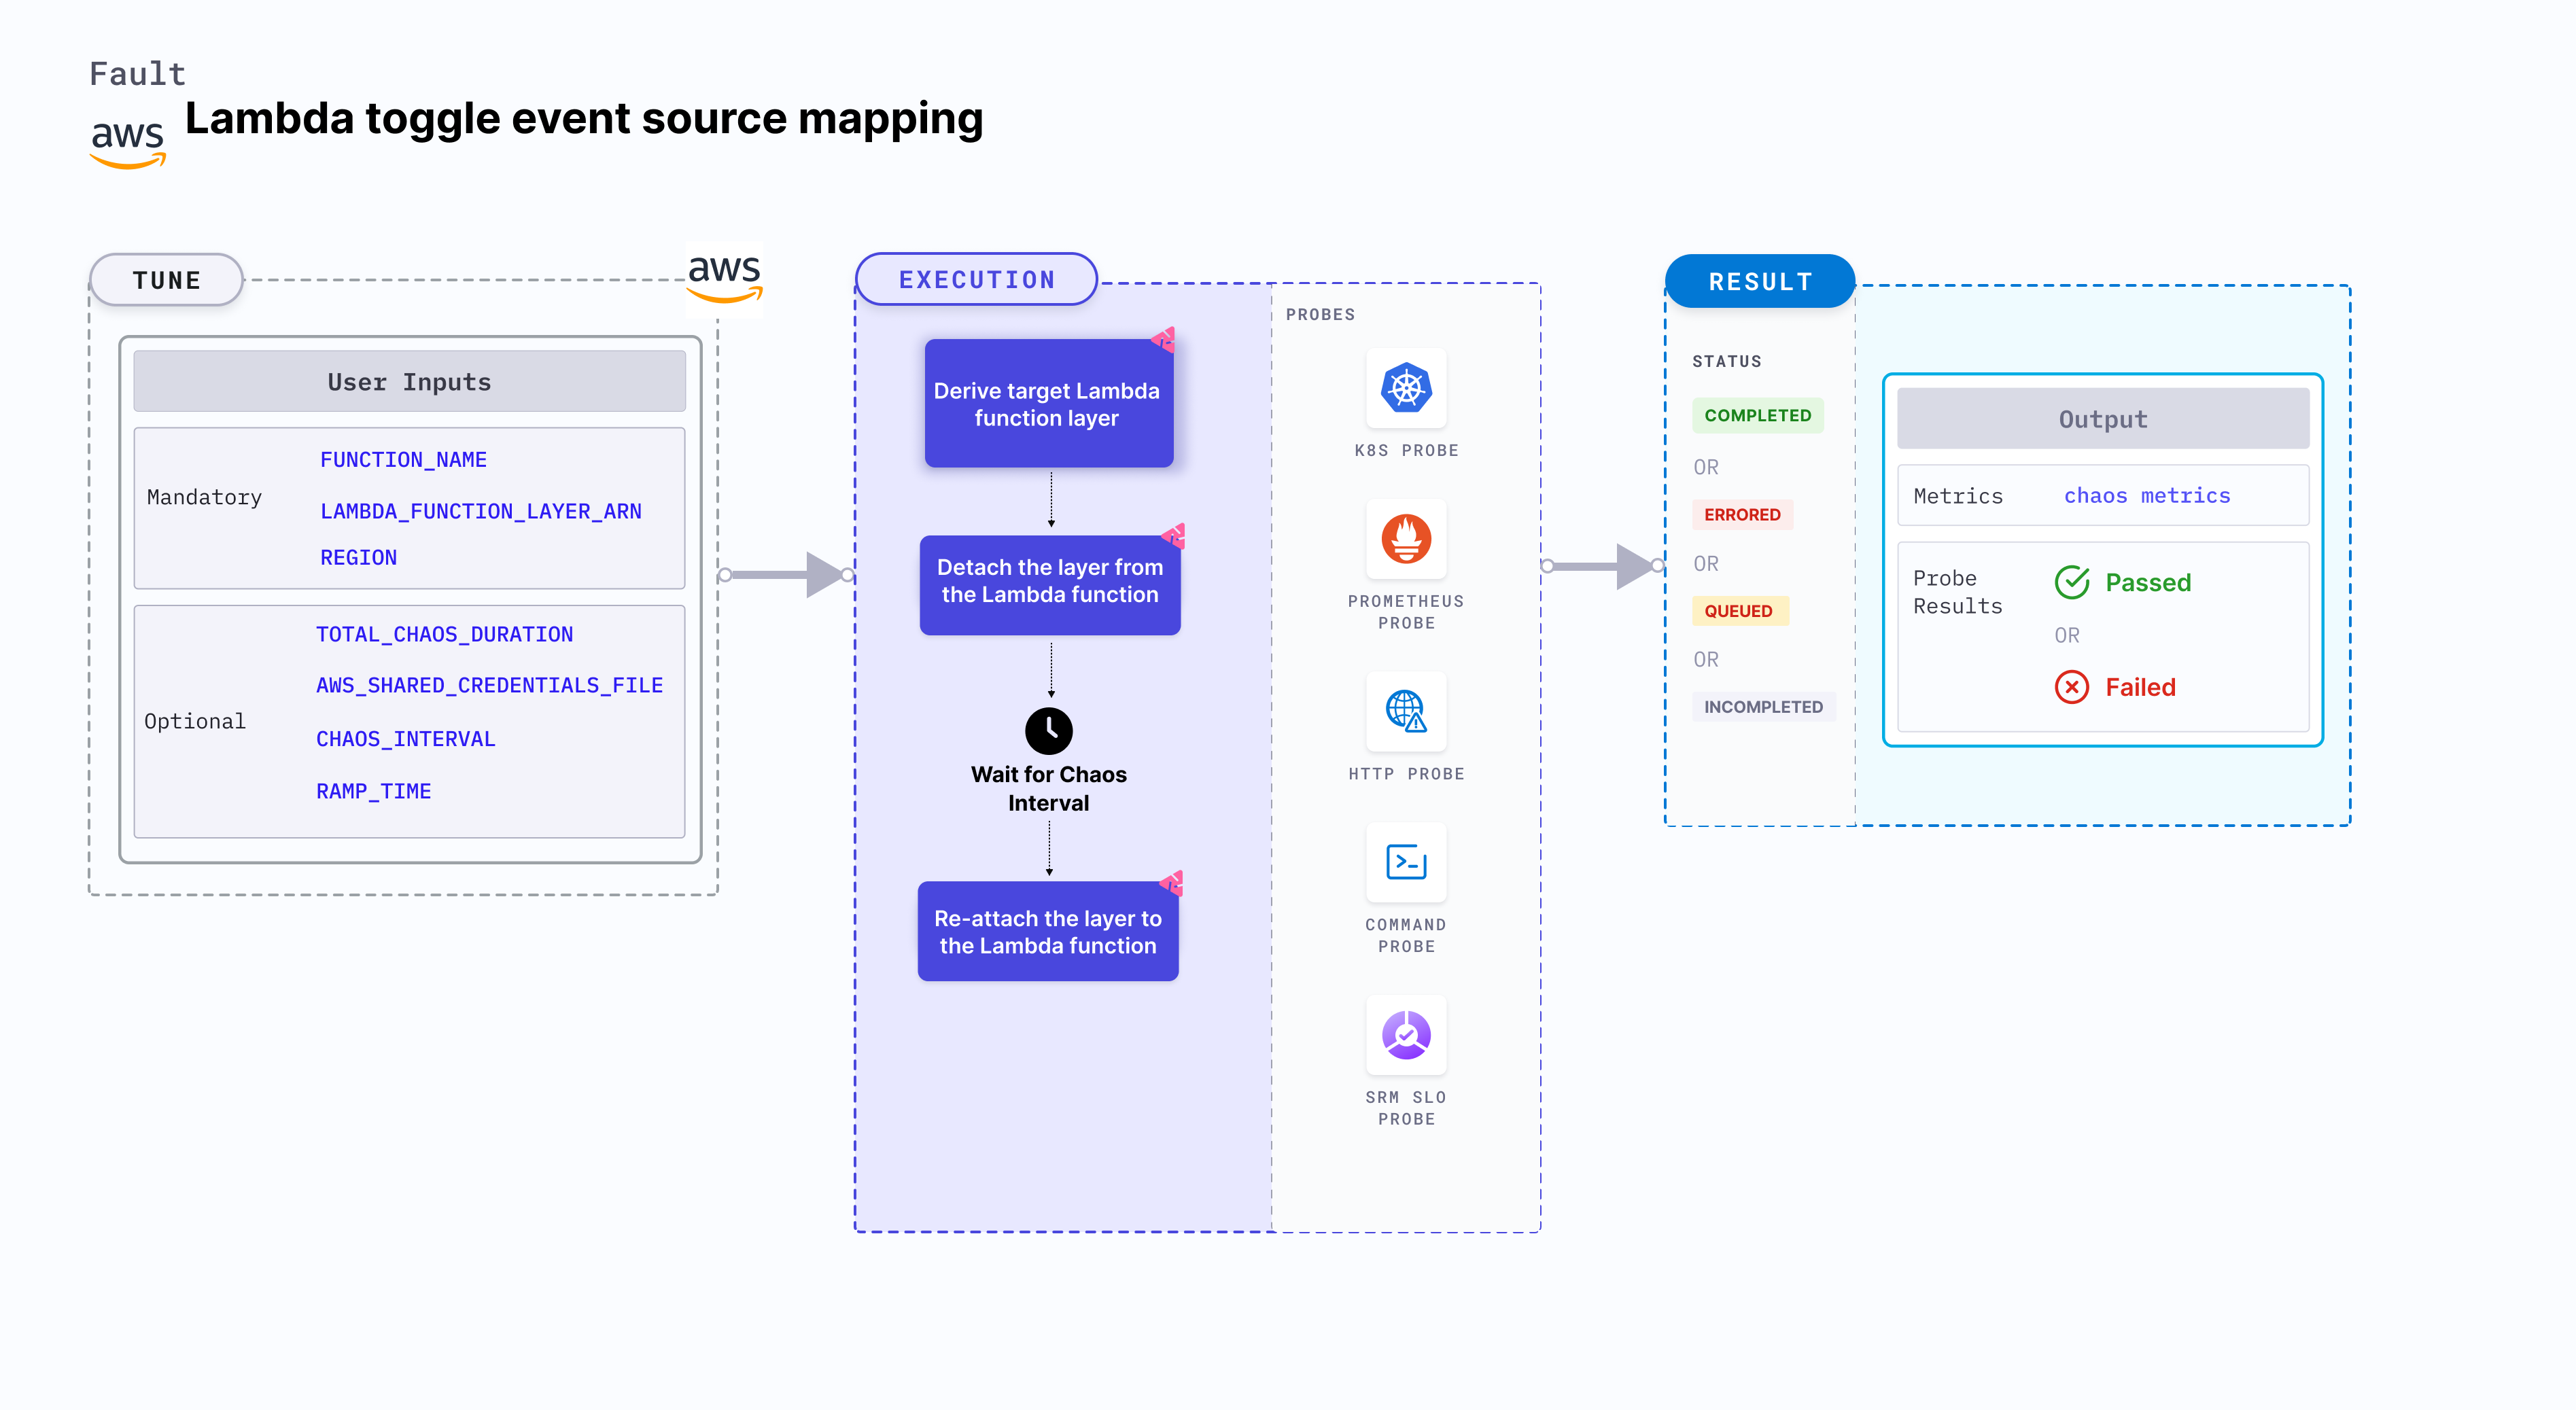 Fault
aws
Lambda toggle event source mapping
TUNE
aws
User Inputs
Mandatory
FUNCTION_NAME
LAMBDA_FUNCTION_LAYER_ARN
REGION
Optional
TOTAL_CHAOS_DURATION
AWS_SHARED_CREDENTIALS_FILE
CHAOS_INTERVAL
RAMP_TIME
EXECUTION
Derive target Lambda
function layer
Detach the layer from
the Lambda function
Wait for Chaos
Interval
Re-attach the layer to
the Lambda function
PROBES
K8S PROBE
PROMETHEUS
PROBE
HTTP PROBE
COMMAND
PROBE
SRM SLO
PROBE
RESULT
STATUS
COMPLETED
OR
ERRORED
OR
QUEUED
OR
INCOMPLETED
Output
Metrics
chaos metrics
Probe
Results
Passed
OR
Failed